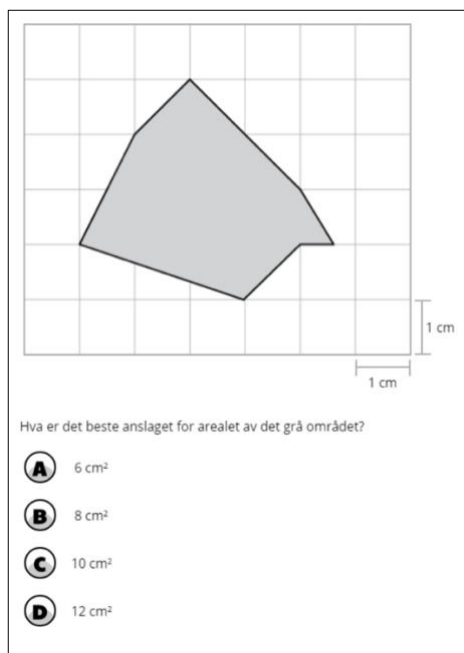 1 cm
1 cm
Hva er det beste anslaget for arealet av det grå området?
A 6 cm²
B 8 cm²
C 10 cm²
D 12 cm²